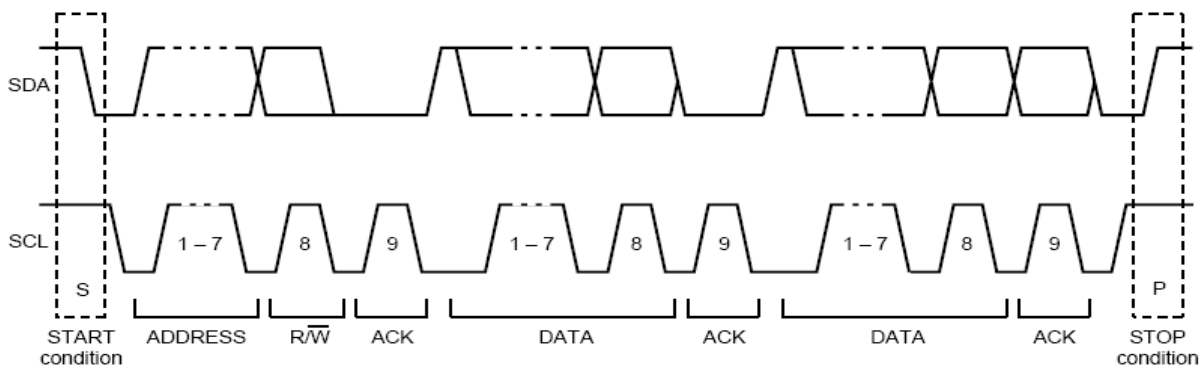 SDA
SCL
1 – 7 8 9 1 – 7 8 9 1 – 7 8 9
S P
START condition ADDRESS R/W̅ ACK DATA ACK DATA ACK STOP condition